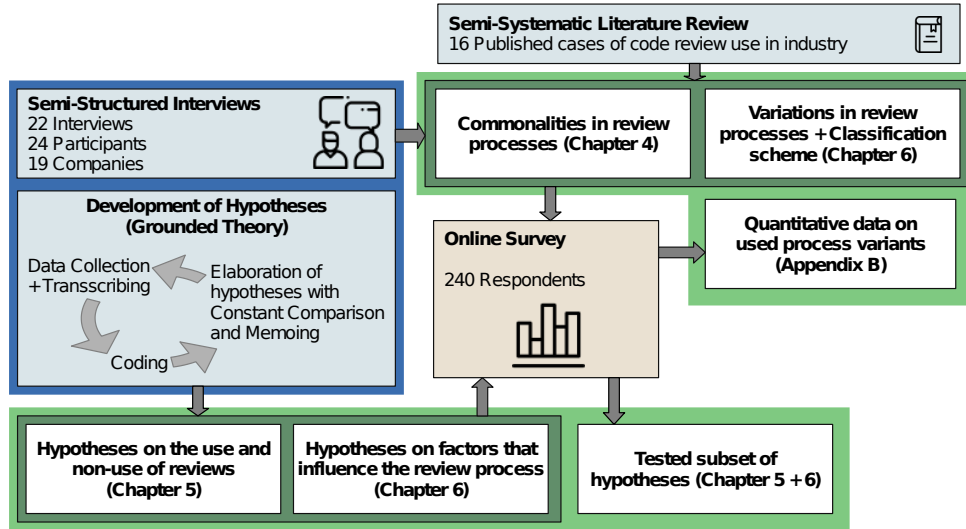 Semi-Systematic Literature Review
16 Published cases of code review use in industry
Semi-Structured Interviews
22 Interviews
24 Participants
19 Companies
Commonalities in review
processes (Chapter 4)
Variations in review
processes + Classification
scheme (Chapter 6)
Development of Hypotheses
(Grounded Theory)
Data Collection
+Transscribing
Elaboration of
hypotheses with
Constant Comparison
and Memoing
Coding
Online Survey
240 Respondents
Quantitative data on
used process variants
(Appendix B)
Hypotheses on the use and
non-use of reviews
(Chapter 5)
Hypotheses on factors that
influence the review process
(Chapter 6)
Tested subset of
hypotheses (Chapter 5 + 6)